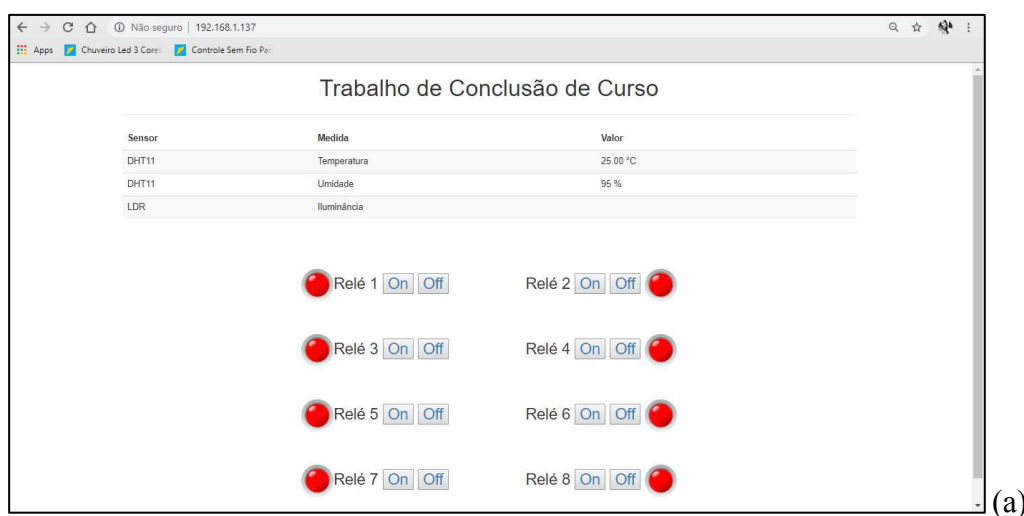 Não seguro | 192.168.1.137
Apps Chuveiro Led 3 Cores Controle Sem Fio Par
Trabalho de Conclusão de Curso
Sensor Medida Valor
DHT11 Temperatura 25.00 °C
DHT11 Umidade 95 %
LDR Iluminância
Relé 1 On Off Relé 2 On Off
Relé 3 On Off Relé 4 On Off
Relé 5 On Off Relé 6 On Off
Relé 7 On Off Relé 8 On Off
(a)